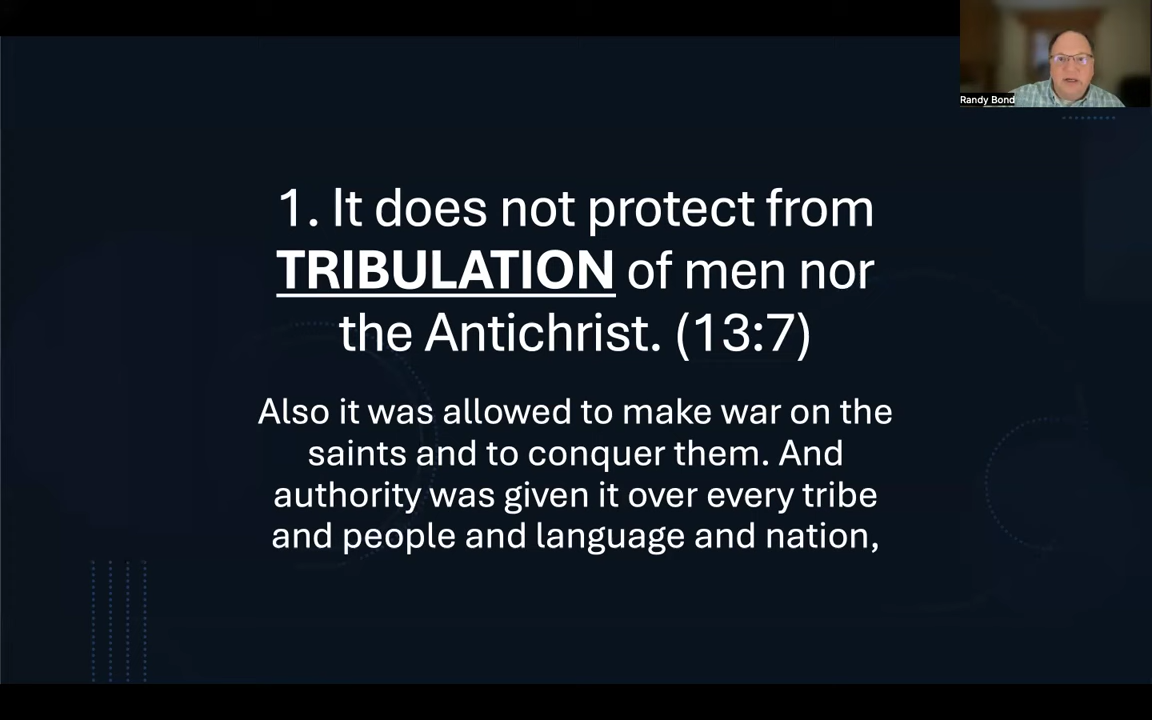 Randy Bond
1. It does not protect from
TRIBULATION of men nor
the Antichrist. (13:7)
Also it was allowed to make war on the
saints and to conquer them. And
authority was given it over every tribe
and people and language and nation,